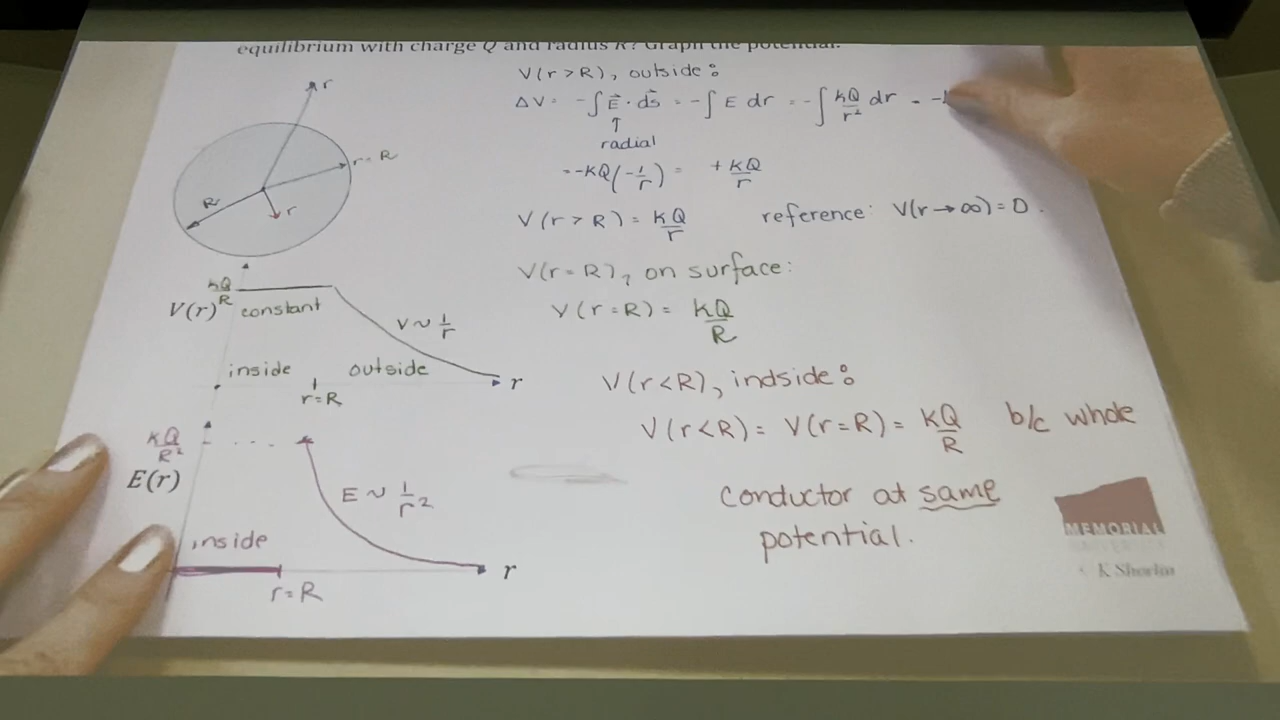 equilibrium with charge Q and radius R? Graph the potential.
V(r > R), outside:
ΔV = -∫ E⃗ · ds⃗ = -∫ E dr = -∫ kQ/r² dr = -
↑
radial
= -kQ(-1/r) = +kQ/r
V(r > R) = kQ/r reference: V(r → ∞) = 0.
V(r = R), on surface:
V(r = R) = kQ/R
V(r < R), indside:
V(r < R) = V(r = R) = kQ/R b/c whole
conductor at same
potential.
r
r = R
R
r
kQ/R
V(r) constant
V ~ 1/r
inside outside
r
r = R
kQ/R²
E(r)
E ~ 1/r²
inside
r
r = R
MEMORIAL
UNIVERSITY
K Shorlin